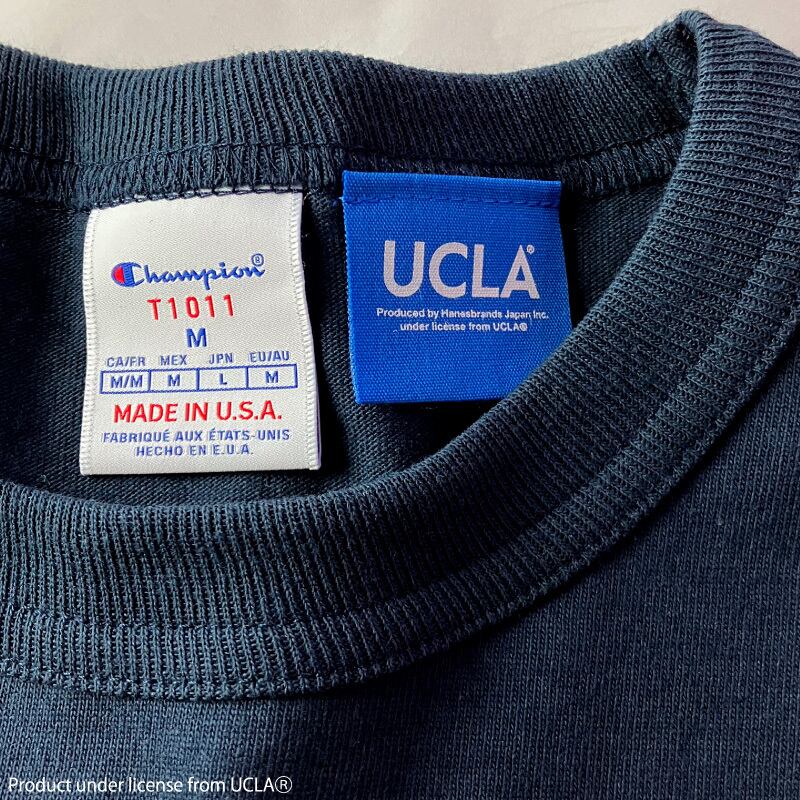 Champion®
T1011
M
CA/FR MEX JPN EU/AU
M/M M L M
MADE IN U.S.A.
FABRIQUÉ AUX ÉTATS-UNIS
HECHO EN E.U.A.
UCLA®
Produced by Hanesbrands Japan Inc.
under license from UCLA®
Product under license from UCLA®